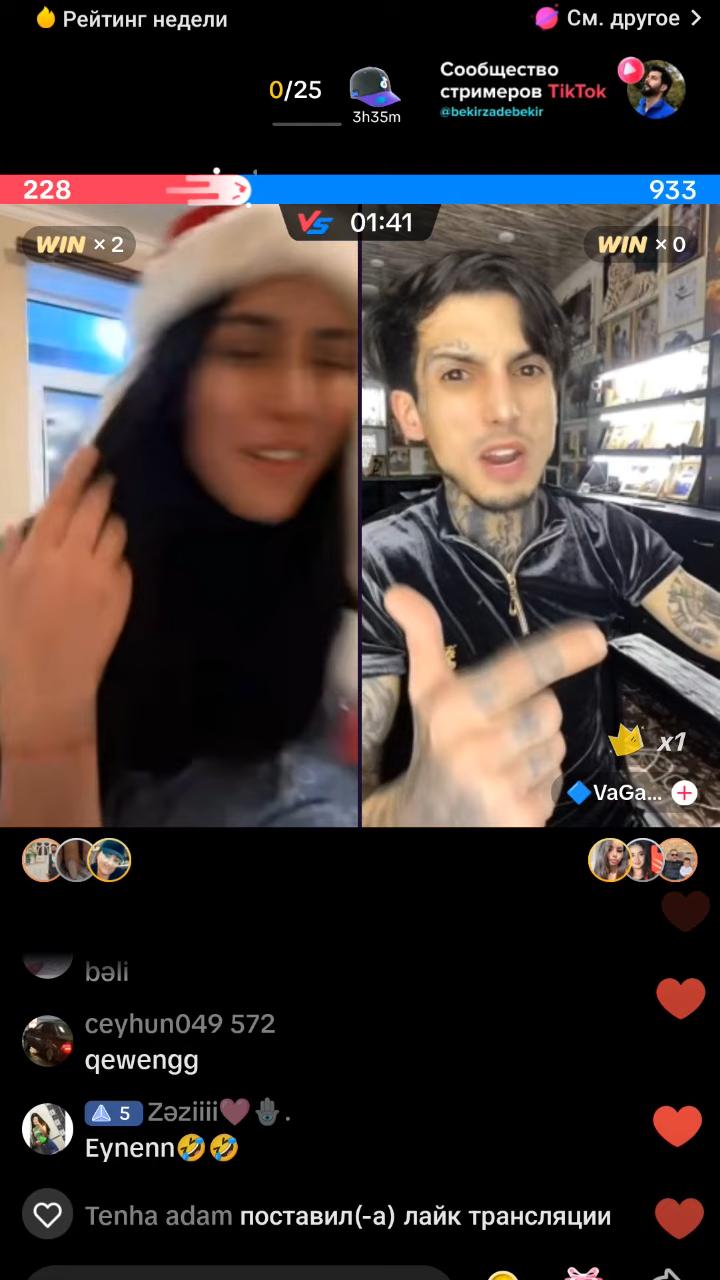 Рейтинг недели
См. другое
0/25
3h35m
Сообщество
стримеров TikTok
@bekirzadebekir
228
933
VS 01:41
WIN × 2
WIN × 0
x1
VaGa...
bəli
ceyhun049 572
qewengg
5 Zəziiii💜🪬.
Eynenn🤣🤣
Tenha adam поставил(-а) лайк трансляции